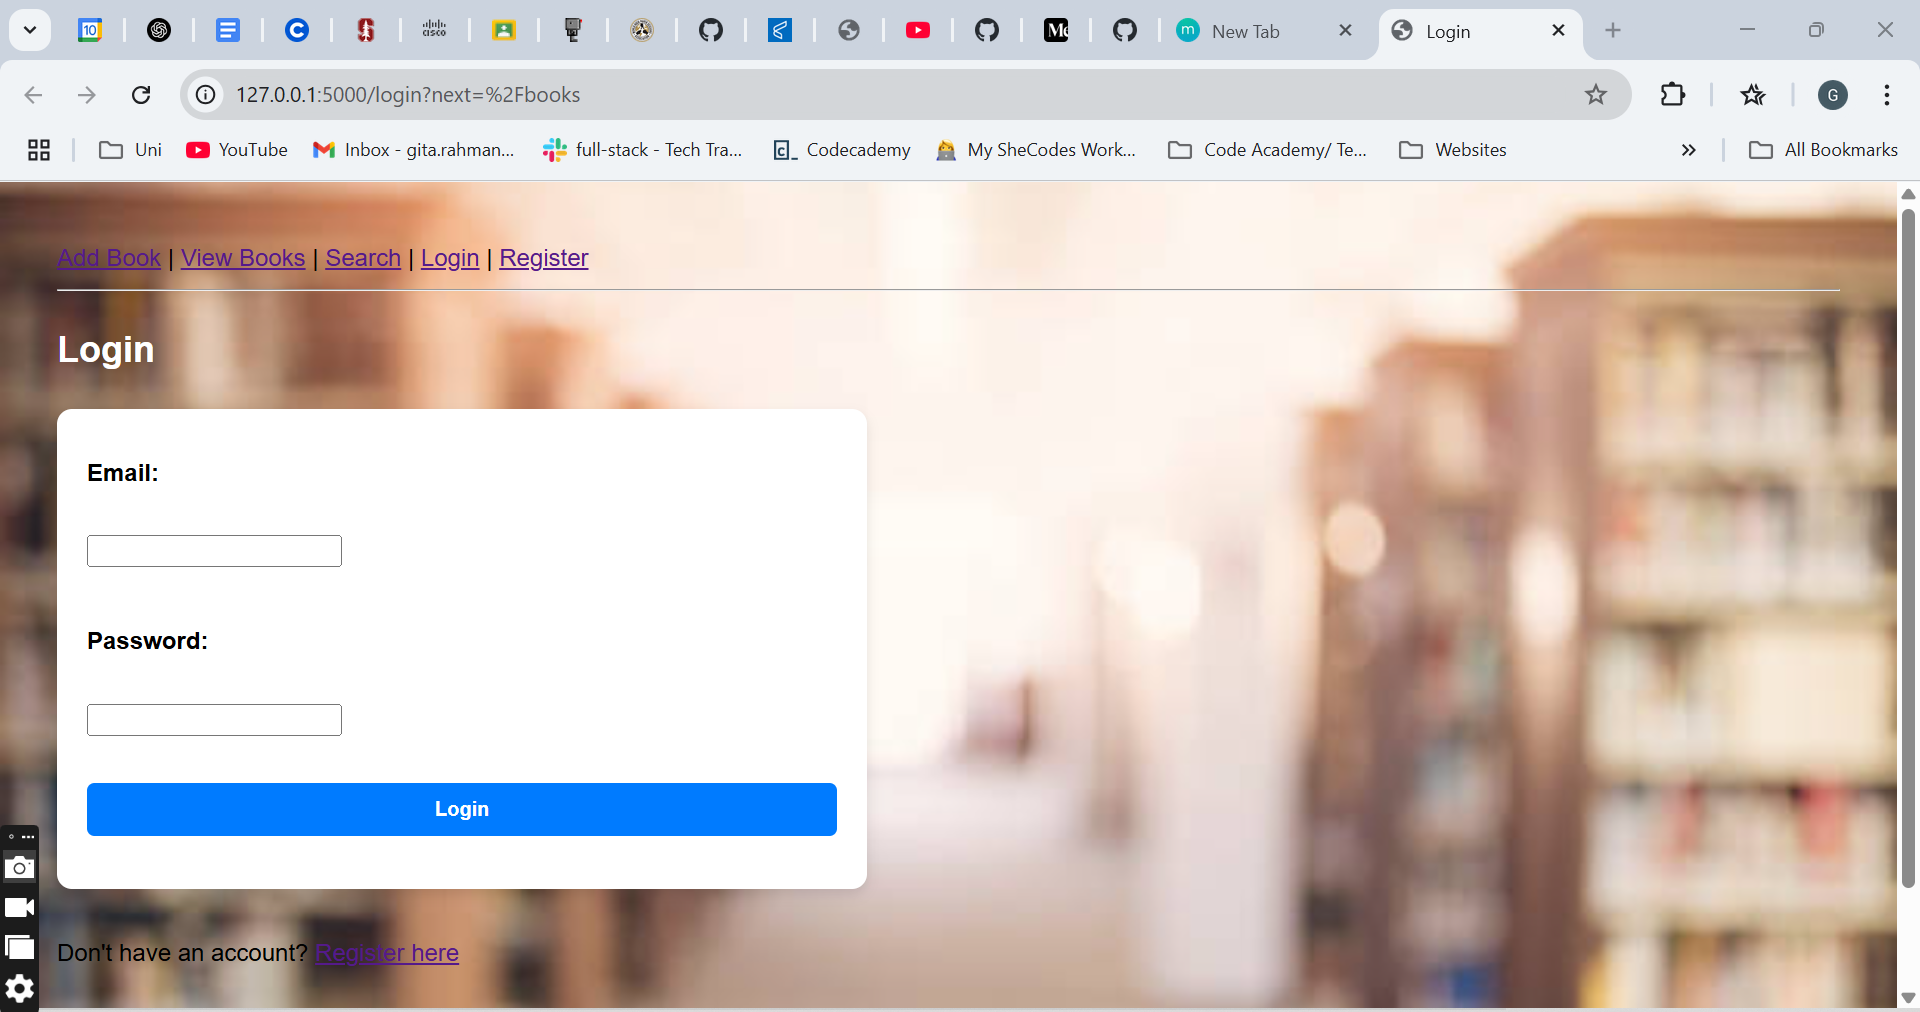 10
CISCO
m New Tab
Login
127.0.0.1:5000/login?next=%2Fbooks
G
Uni
YouTube
Inbox - gita.rahman...
full-stack - Tech Tra...
Codecademy
My SheCodes Work...
Code Academy/ Te...
Websites
All Bookmarks
Add Book | View Books | Search | Login | Register
Login
Email:
Password:
Login
Don't have an account? Register here